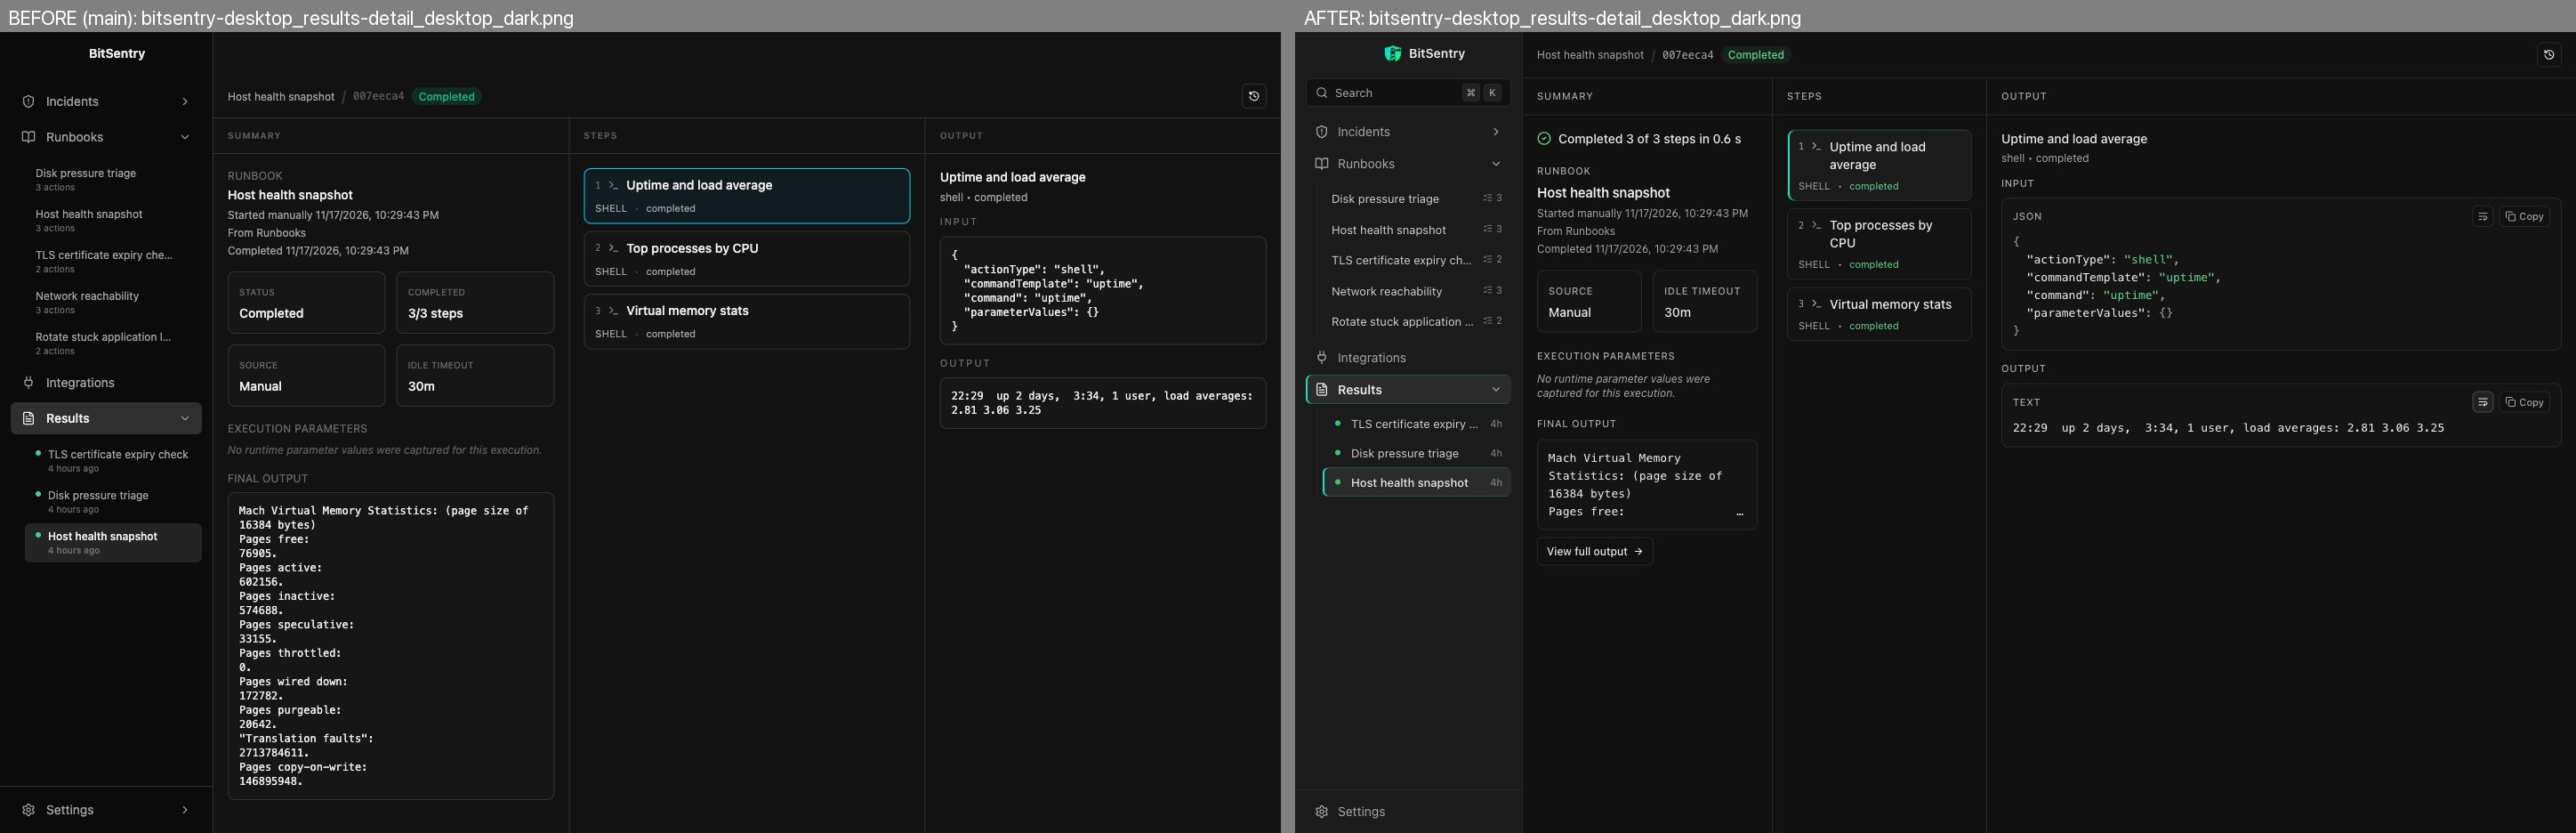 BEFORE (main): bitsentry-desktop_results-detail_desktop_dark.png
BitSentry
Incidents
Runbooks
Disk pressure triage
3 actions
Host health snapshot
3 actions
TLS certificate expiry che...
2 actions
Network reachability
3 actions
Rotate stuck application l...
2 actions
Integrations
Results
TLS certificate expiry check
4 hours ago
Disk pressure triage
4 hours ago
Host health snapshot
4 hours ago
Settings
Host health snapshot / 007eeca4 Completed
SUMMARY
RUNBOOK
Host health snapshot
Started manually 11/17/2026, 10:29:43 PM
From Runbooks
Completed 11/17/2026, 10:29:43 PM
STATUS
Completed
COMPLETED
3/3 steps
SOURCE
Manual
IDLE TIMEOUT
30m
EXECUTION PARAMETERS
No runtime parameter values were captured for this execution.
FINAL OUTPUT
Mach Virtual Memory Statistics: (page size of
16384 bytes)
Pages free:
76905.
Pages active:
602156.
Pages inactive:
574688.
Pages speculative:
33155.
Pages throttled:
0.
Pages wired down:
172782.
Pages purgeable:
20642.
"Translation faults":
2713784611.
Pages copy-on-write:
146895948.
STEPS
1 >_ Uptime and load average
SHELL • completed
2 >_ Top processes by CPU
SHELL • completed
3 >_ Virtual memory stats
SHELL • completed
OUTPUT
Uptime and load average
shell • completed
INPUT
{
"actionType": "shell",
"commandTemplate": "uptime",
"command": "uptime",
"parameterValues": {}
}
OUTPUT
22:29 up 2 days, 3:34, 1 user, load averages:
2.81 3.06 3.25
AFTER: bitsentry-desktop_results-detail_desktop_dark.png
BitSentry
Search ⌘ K
Incidents
Runbooks
Disk pressure triage 3
Host health snapshot 3
TLS certificate expiry ch... 2
Network reachability 3
Rotate stuck application ... 2
Integrations
Results
TLS certificate expiry ... 4h
Disk pressure triage 4h
Host health snapshot 4h
Settings
Host health snapshot / 007eeca4 Completed
SUMMARY
Completed 3 of 3 steps in 0.6 s
RUNBOOK
Host health snapshot
Started manually 11/17/2026, 10:29:43 PM
From Runbooks
Completed 11/17/2026, 10:29:43 PM
SOURCE
Manual
IDLE TIMEOUT
30m
EXECUTION PARAMETERS
No runtime parameter values were
captured for this execution.
FINAL OUTPUT
Mach Virtual Memory
Statistics: (page size of
16384 bytes)
Pages free: …
View full output →
STEPS
1 >_ Uptime and load
average
SHELL • completed
2 >_ Top processes by
CPU
SHELL • completed
3 >_ Virtual memory stats
SHELL • completed
OUTPUT
Uptime and load average
shell • completed
INPUT
JSON Copy
{
"actionType": "shell",
"commandTemplate": "uptime",
"command": "uptime",
"parameterValues": {}
}
OUTPUT
TEXT Copy
22:29 up 2 days, 3:34, 1 user, load averages: 2.81 3.06 3.25